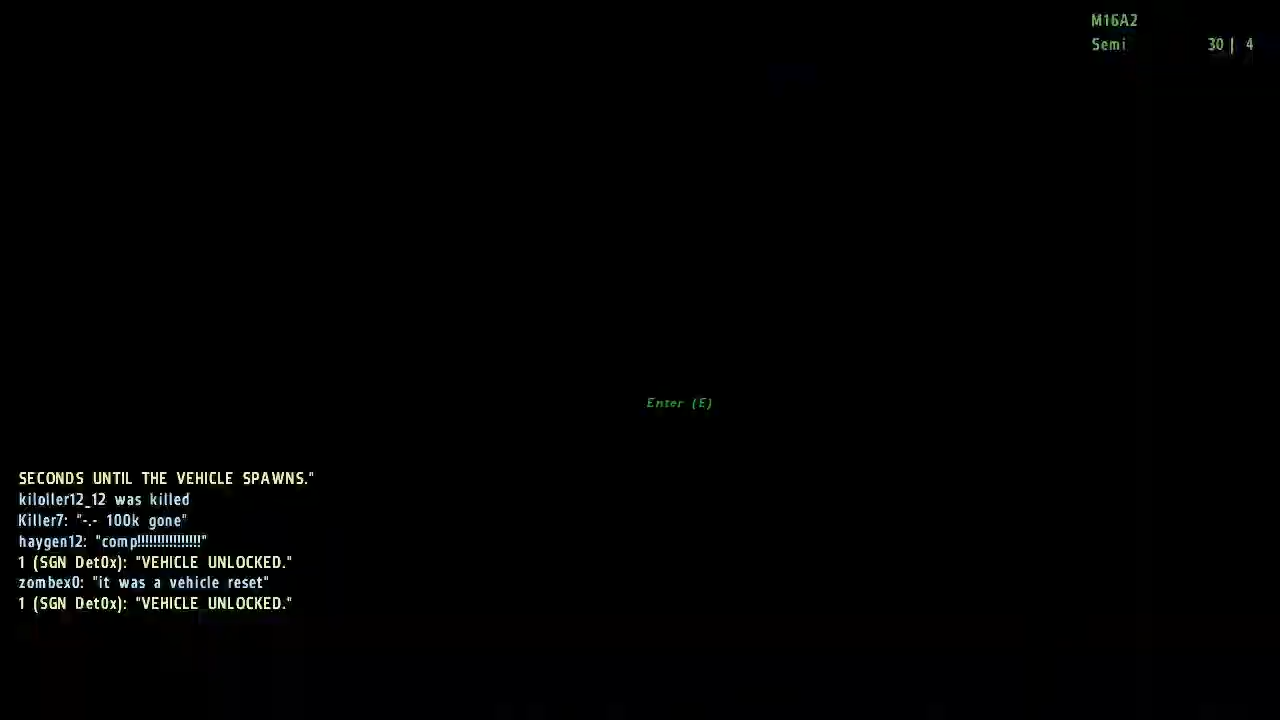 M16A2
Semi 30 | 4
Enter (E)
SECONDS UNTIL THE VEHICLE SPAWNS."
kiloller12_12 was killed
Killer7: "-.- 100k gone"
haygen12: "comp!!!!!!!!!!!!!!!!"
1 (SGN Det0x): "VEHICLE UNLOCKED."
zombex0: "it was a vehicle reset"
1 (SGN Det0x): "VEHICLE UNLOCKED."